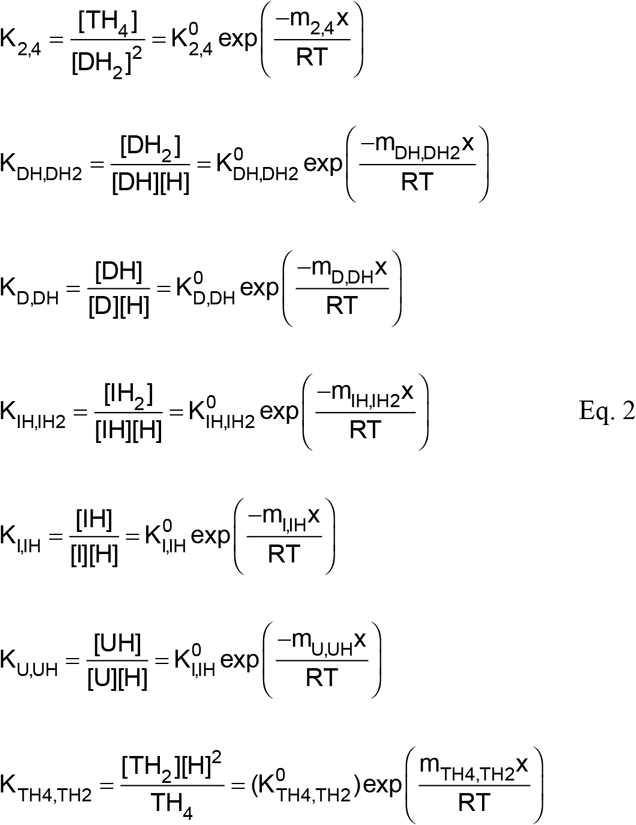 K_{2,4} = \frac{[TH_4]}{[DH_2]^2} = K^0_{2,4} exp\left(\frac{-m_{2,4}x}{RT}\right)
K_{DH,DH2} = \frac{[DH_2]}{[DH][H]} = K^0_{DH,DH2} exp\left(\frac{-m_{DH,DH2}x}{RT}\right)
K_{D,DH} = \frac{[DH]}{[D][H]} = K^0_{D,DH} exp\left(\frac{-m_{D,DH}x}{RT}\right)
K_{IH,IH2} = \frac{[IH_2]}{[IH][H]} = K^0_{IH,IH2} exp\left(\frac{-m_{IH,IH2}x}{RT}\right) Eq. 2
K_{I,IH} = \frac{[IH]}{[I][H]} = K^0_{I,IH} exp\left(\frac{-m_{I,IH}x}{RT}\right)
K_{U,UH} = \frac{[UH]}{[U][H]} = K^0_{I,IH} exp\left(\frac{-m_{U,UH}x}{RT}\right)
K_{TH4,TH2} = \frac{[TH_2][H]^2}{TH_4} = (K^0_{TH4,TH2}) exp\left(\frac{m_{TH4,TH2}x}{RT}\right)